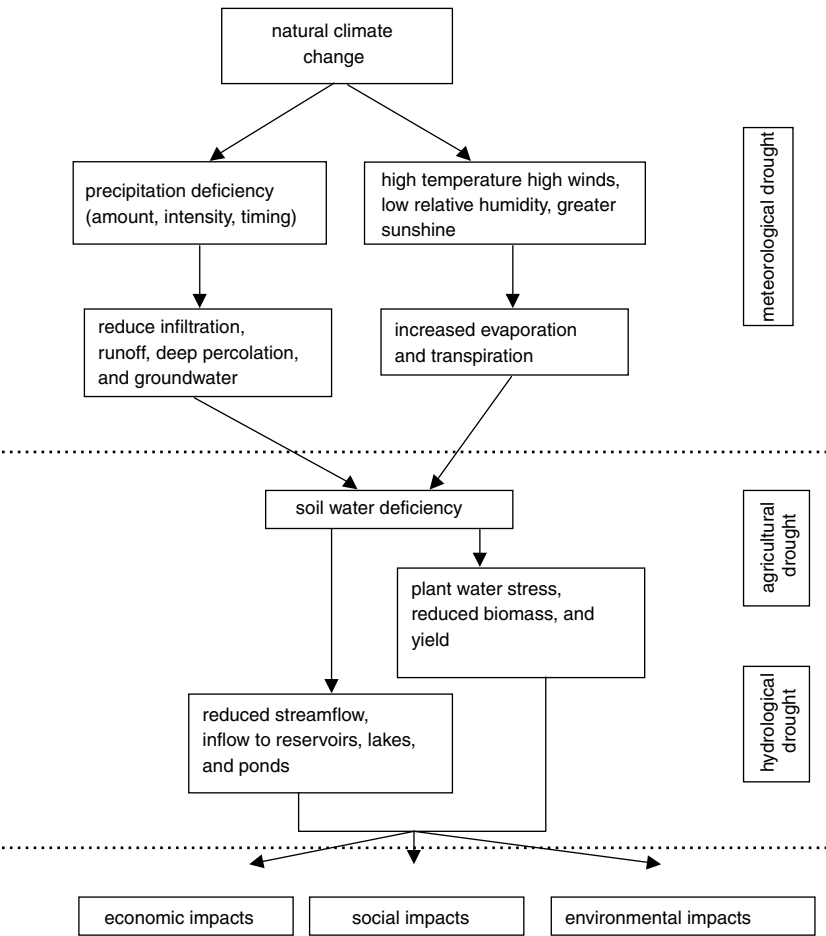 natural climate
change
precipitation deficiency
(amount, intensity, timing)
high temperature high winds,
low relative humidity, greater
sunshine
meteorological drought
reduce infiltration,
runoff, deep percolation,
and groundwater
increased evaporation
and transpiration
soil water deficiency
agricultural
drought
plant water stress,
reduced biomass, and
yield
reduced streamflow,
inflow to reservoirs, lakes,
and ponds
hydrological
drought
economic impacts
social impacts
environmental impacts